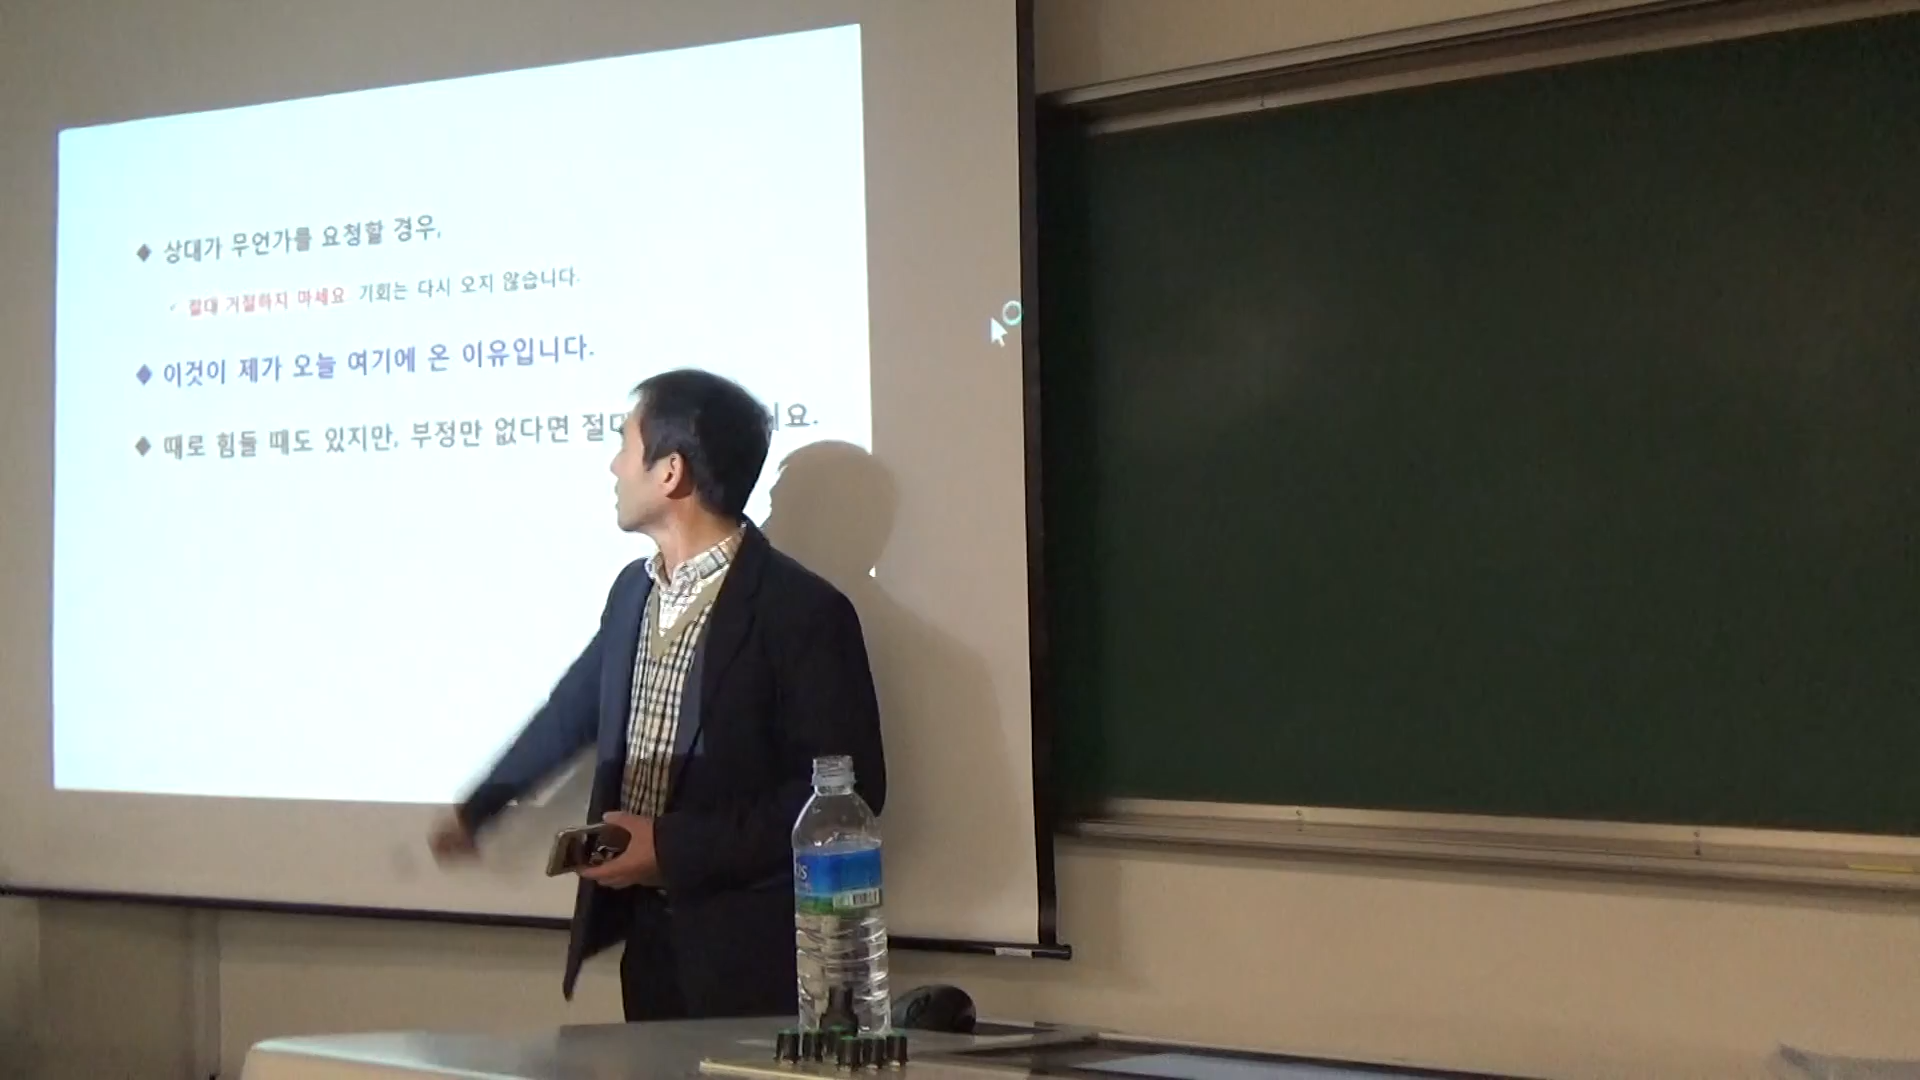 상대가 무언가를 요청할 경우,
절대 거절하지 마세요. 기회는 다시 오지 않습니다.
이것이 제가 오늘 여기에 온 이유입니다.
때로 힘들 때도 있지만, 부정만 없다면